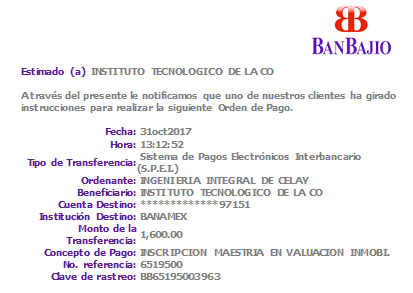 BANBAJIO
Estimado (a) INSTITUTO TECNOLOGICO DE LA CO
A través del presente le notificamos que uno de nuestros clientes ha girado
instrucciones para realizar la siguiente Orden de Pago.
Fecha: 31oct2017
Hora: 13:12:52
Tipo de Transferencia: Sistema de Pagos Electrónicos Interbancario
(S.P.E.I.)
Ordenante: INGENIERIA INTEGRAL DE CELAY
Beneficiario: INSTITUTO TECNOLOGICO DE LA CO
Cuenta Destino: *************97151
Institución Destino: BANAMEX
Monto de la
Transferencia: 1,600.00
Concepto de Pago: INSCRIPCION MAESTRIA EN VALUACION INMOBI.
No. referencia: 6519500
Clave de rastreo: BB65195003963